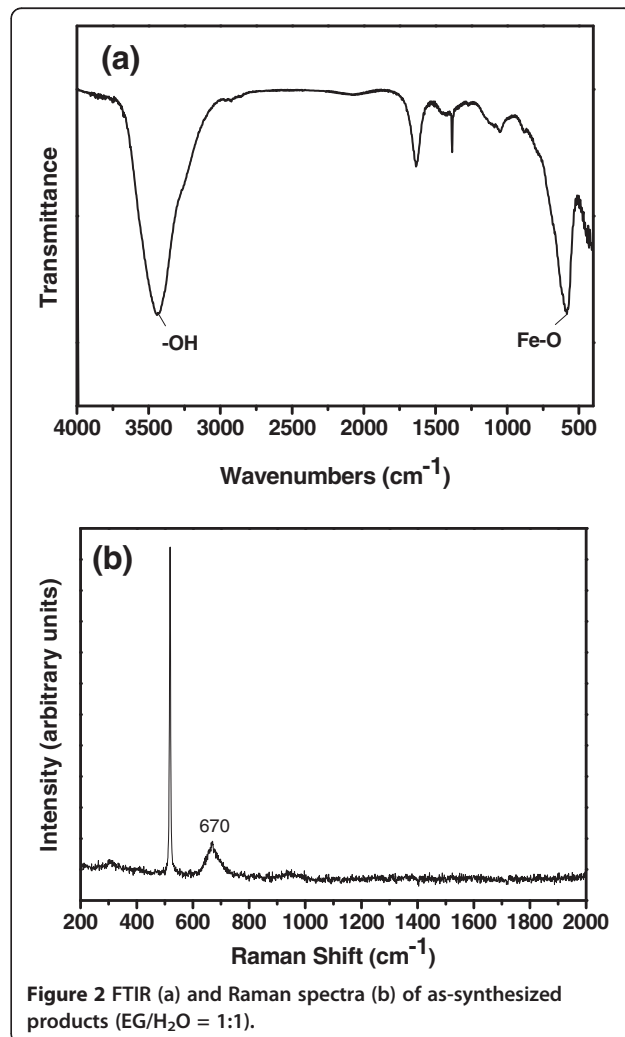 (a)
Transmittance
-OH
Fe-O
4000 3500 3000 2500 2000 1500 1000 500
Wavenumbers (cm⁻¹)
(b)
Intensity (arbitrary units)
670
200 400 600 800 1000 1200 1400 1600 1800 2000
Raman Shift (cm⁻¹)
Figure 2 FTIR (a) and Raman spectra (b) of as-synthesized
products (EG/H₂O = 1:1).